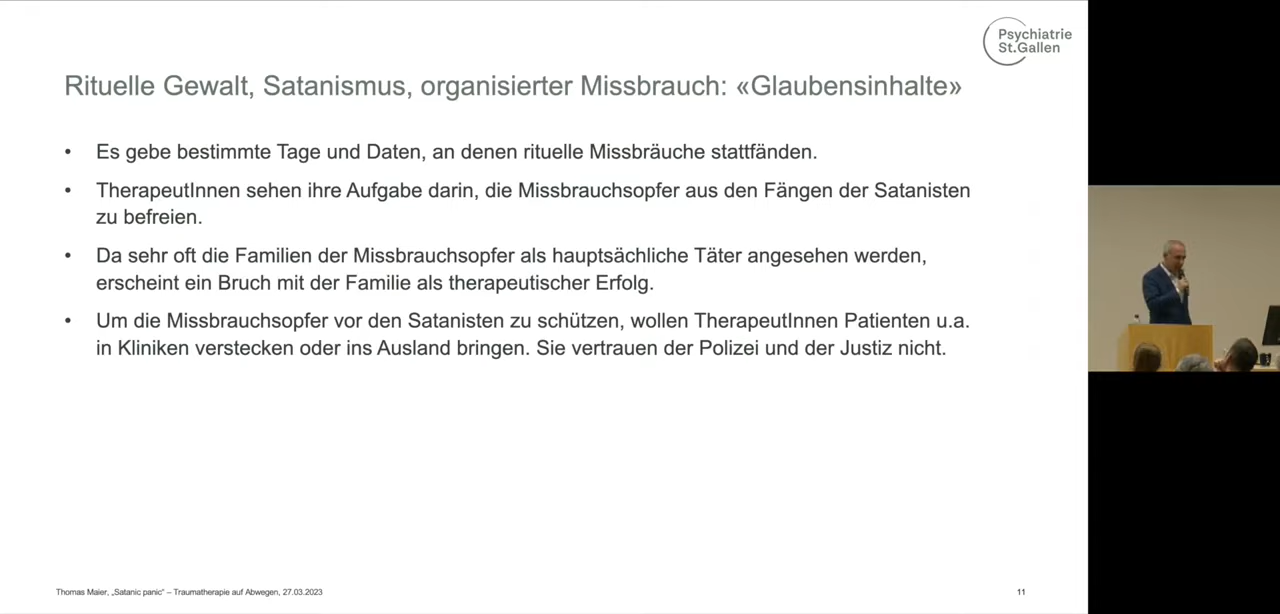 Psychiatrie
St.Gallen
Rituelle Gewalt, Satanismus, organisierter Missbrauch: «Glaubensinhalte»
• Es gebe bestimmte Tage und Daten, an denen rituelle Missbräuche stattfänden.
• TherapeutInnen sehen ihre Aufgabe darin, die Missbrauchsopfer aus den Fängen der Satanisten
zu befreien.
• Da sehr oft die Familien der Missbrauchsopfer als hauptsächliche Täter angesehen werden,
erscheint ein Bruch mit der Familie als therapeutischer Erfolg.
• Um die Missbrauchsopfer vor den Satanisten zu schützen, wollen TherapeutInnen Patienten u.a.
in Kliniken verstecken oder ins Ausland bringen. Sie vertrauen der Polizei und der Justiz nicht.
Thomas Maier, „Satanic panic“ – Traumatherapie auf Abwegen, 27.03.2023
11